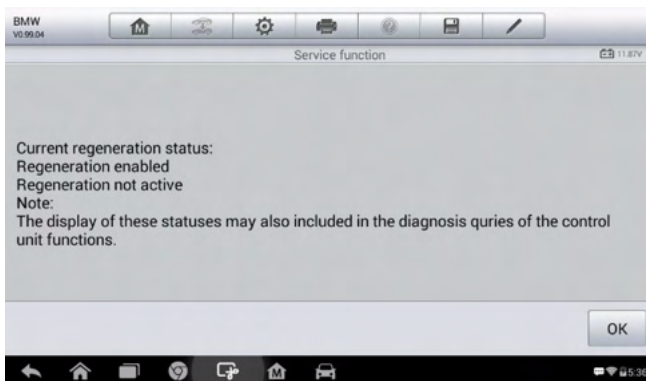 BMW
V0.99.04
M
Service function
11.87V
Current regeneration status:
Regeneration enabled
Regeneration not active
Note:
The display of these statuses may also included in the diagnosis quries of the control
unit functions.
OK
M
5:36